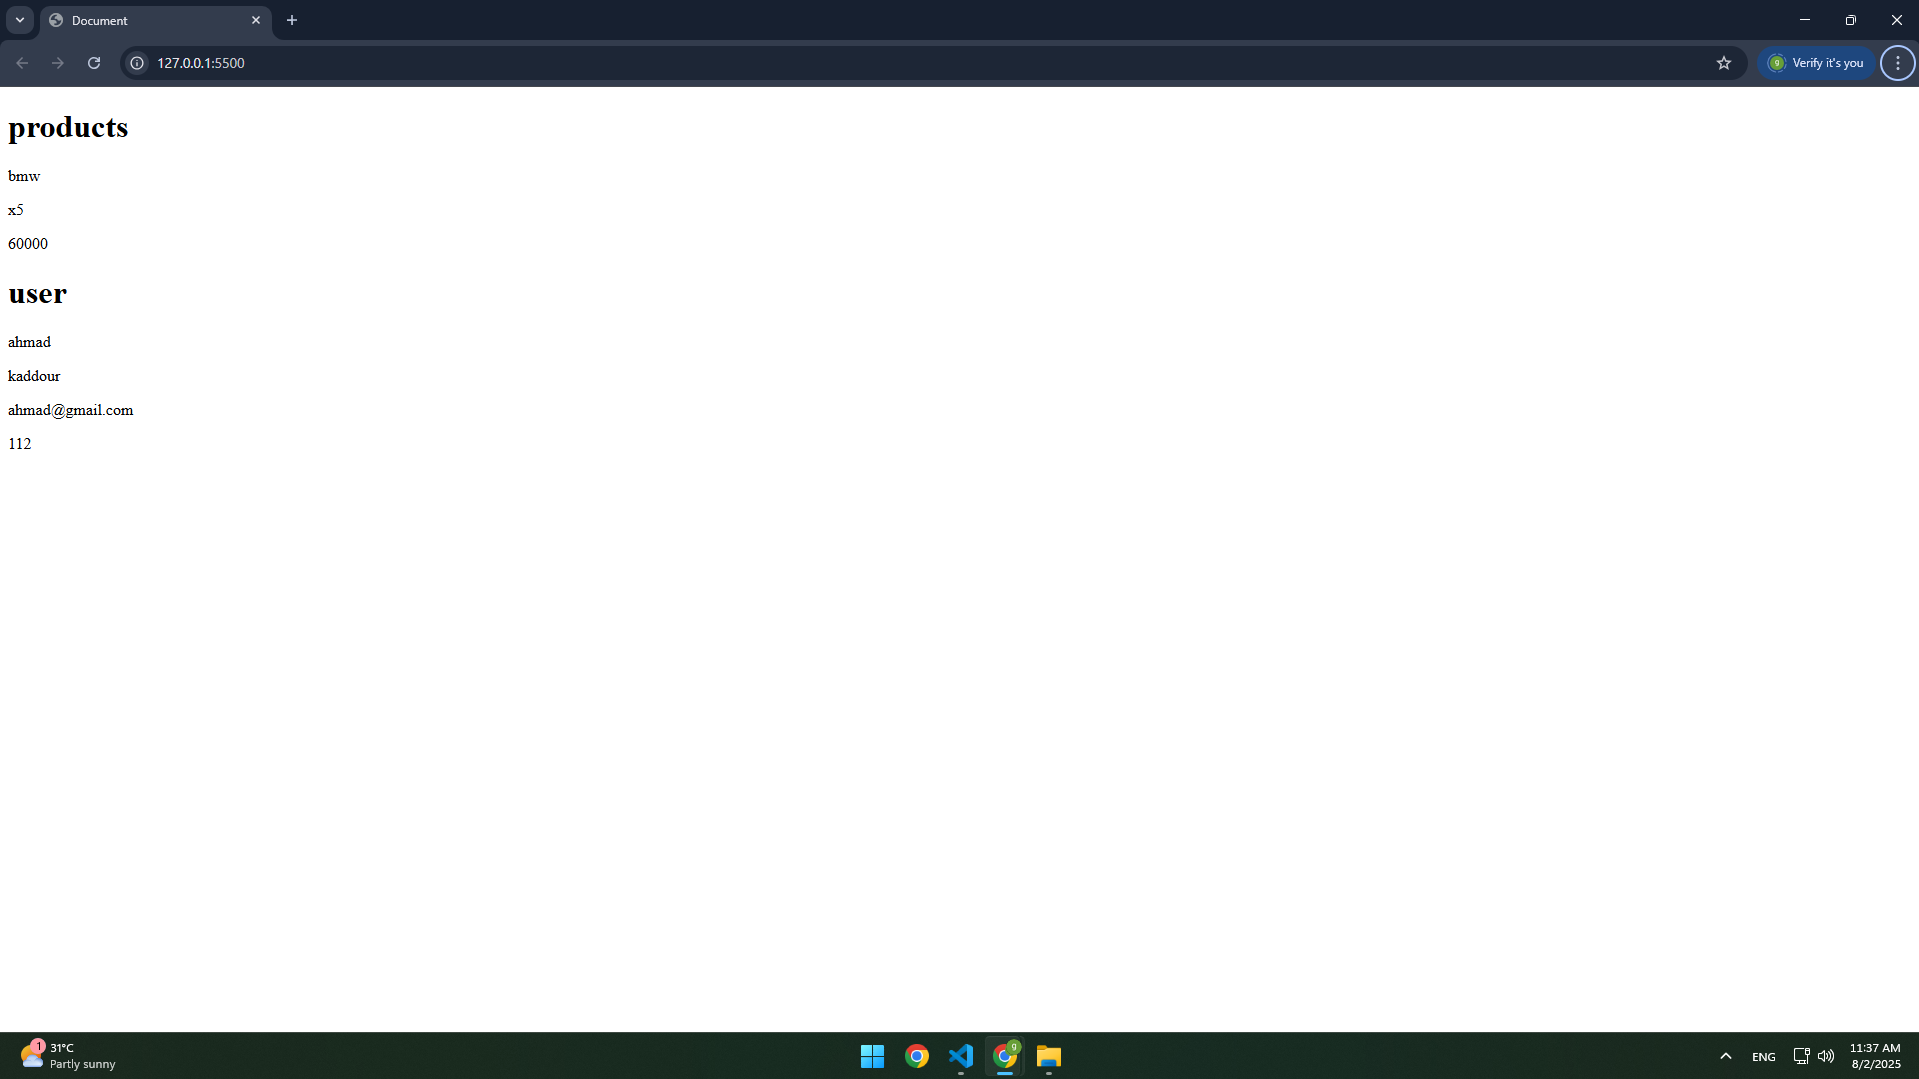 Document
127.0.0.1:5500
Verify it's you
products
bmw
x5
60000
user
ahmad
kaddour
ahmad@gmail.com
112
1
31°C
Partly sunny
g
ENG
11:37 AM
8/2/2025